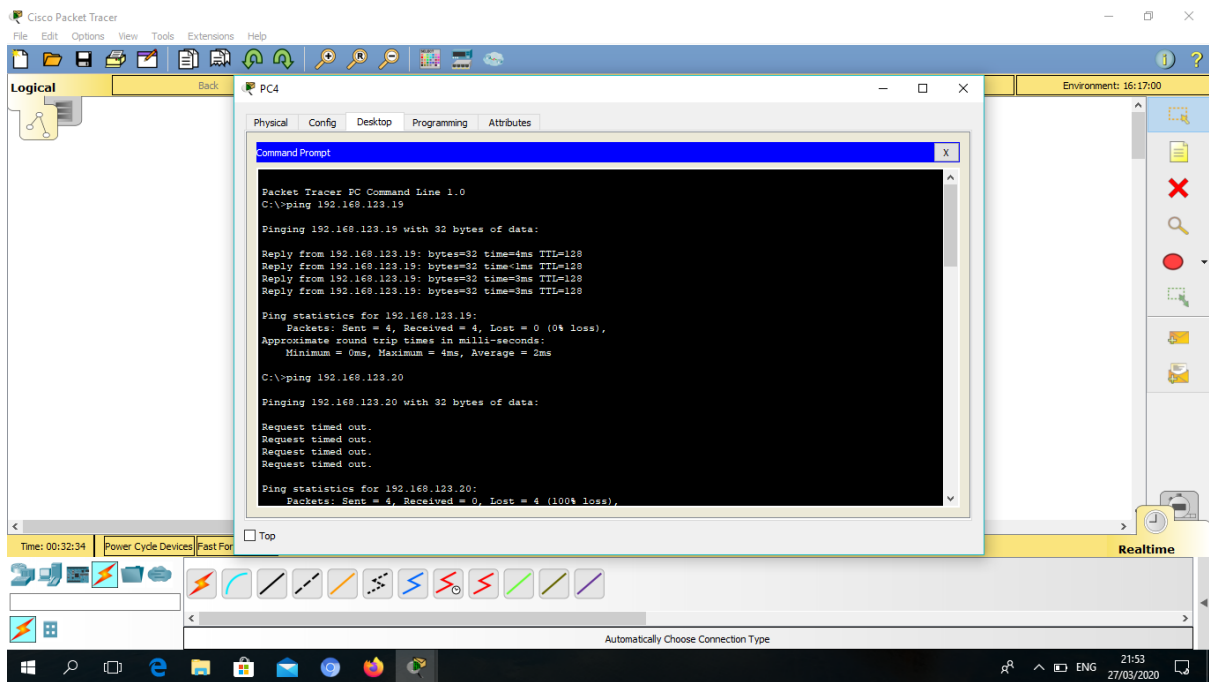 Cisco Packet Tracer
File Edit Options View Tools Extensions Help
Logical
Back
Environment: 16:17:00
PC4
Physical Config Desktop Programming Attributes
Command Prompt
X
Packet Tracer PC Command Line 1.0
C:\>ping 192.168.123.19
Pinging 192.168.123.19 with 32 bytes of data:
Reply from 192.168.123.19: bytes=32 time=4ms TTL=128
Reply from 192.168.123.19: bytes=32 time<1ms TTL=128
Reply from 192.168.123.19: bytes=32 time=3ms TTL=128
Reply from 192.168.123.19: bytes=32 time=3ms TTL=128
Ping statistics for 192.168.123.19:
Packets: Sent = 4, Received = 4, Lost = 0 (0% loss),
Approximate round trip times in milli-seconds:
Minimum = 0ms, Maximum = 4ms, Average = 2ms
C:\>ping 192.168.123.20
Pinging 192.168.123.20 with 32 bytes of data:
Request timed out.
Request timed out.
Request timed out.
Request timed out.
Ping statistics for 192.168.123.20:
Packets: Sent = 4, Received = 0, Lost = 4 (100% loss),
Top
Time: 00:32:34 Power Cycle Devices Fast For
Realtime
Automatically Choose Connection Type
ENG
21:53
27/03/2020